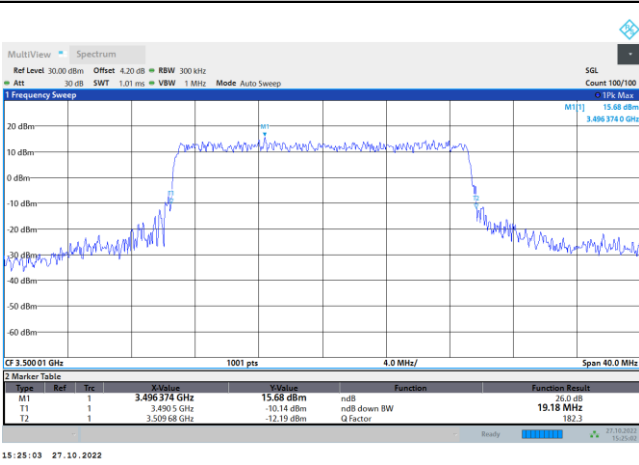 MultiView Spectrum
Ref Level 30.00 dBm Offset 4.20 dB RBW 300 kHz SGL
Att 30 dB SWT 1.01 ms VBW 1 MHz Mode Auto Sweep Count 100/100
1 Frequency Sweep 1Pk Max
M1[1] 15.68 dBm
3.496 374 0 GHz
M1
20 dBm
10 dBm
0 dBm
-10 dBm
-20 dBm
-30 dBm
-40 dBm
-50 dBm
-60 dBm
CF 3.500 01 GHz 1001 pts 4.0 MHz/ Span 40.0 MHz
2 Marker Table
Type Ref Trc X-Value Y-Value Function Function Result
M1 1 3.496 374 GHz 15.68 dBm ndB 26.0 dB
T1 1 3.490 5 GHz -10.14 dBm ndB down BW 19.18 MHz
T2 1 3.509 68 GHz -12.19 dBm Q Factor 182.3
Ready 27.10.2022
15:25:02
15:25:03 27.10.2022